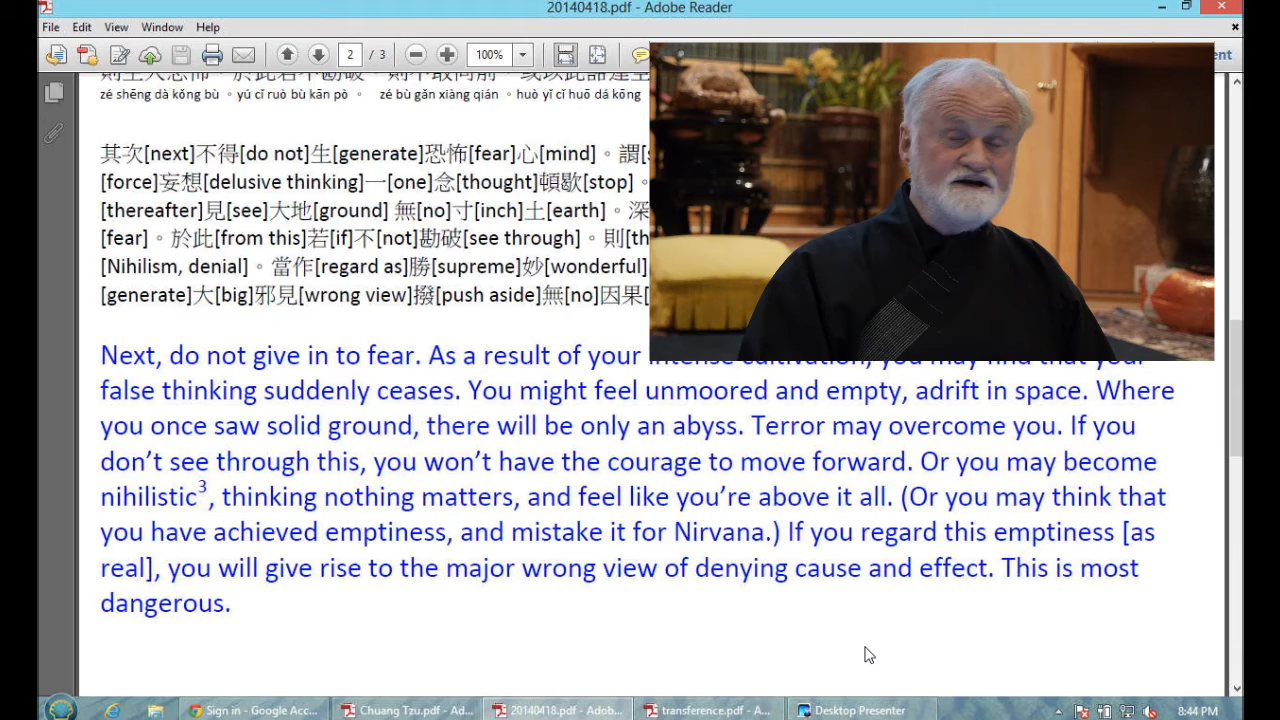 20140418.pdf - Adobe Reader
File Edit View Window Help
2 / 3 100%
ent
zé shēng dà kǒng bù 。yú cǐ ruò bù kān pò 。 zé bù gǎn xiàng qián 。huò yǐ cǐ huō dá kōng
其次[next]不得[do not]生[generate]恐怖[fear]心[mind]。謂[
[force]妄想[delusive thinking]一[one]念[thought]頓歇[stop]。
[thereafter]見[see]大地[ground] 無[no]寸[inch]土[earth]。深
[fear]。於此[from this]若[if]不[not]勘破[see through]。則[th
[Nihilism, denial]。當作[regard as]勝[supreme]妙[wonderful]
[generate]大[big]邪見[wrong view]撥[push aside]無[no]因果[
Next, do not give in to fear. As a result of your intense cultivation, you may find that your
false thinking suddenly ceases. You might feel unmoored and empty, adrift in space. Where
you once saw solid ground, there will be only an abyss. Terror may overcome you. If you
don’t see through this, you won’t have the courage to move forward. Or you may become
nihilistic3, thinking nothing matters, and feel like you’re above it all. (Or you may think that
you have achieved emptiness, and mistake it for Nirvana.) If you regard this emptiness [as
real], you will give rise to the major wrong view of denying cause and effect. This is most
dangerous.
Sign in - Google Acc... Chuang Tzu.pdf - Ad... 20140418.pdf - Adob... transference.pdf - A... Desktop Presenter 8:44 PM